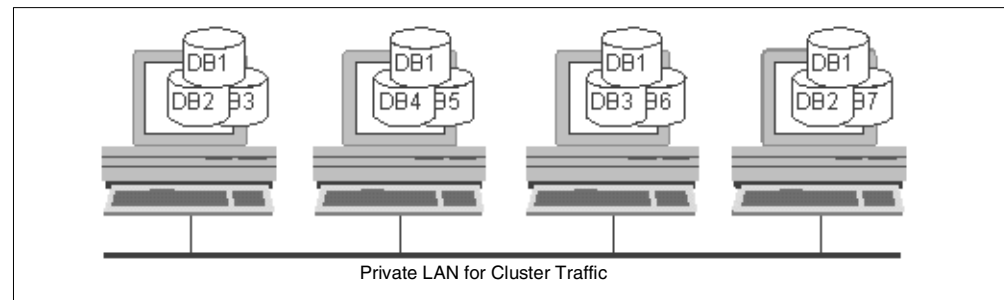 DB1
DB2 B3
DB1
DB4 B5
DB1
DB3 B6
DB1
DB2 B7
Private LAN for Cluster Traffic